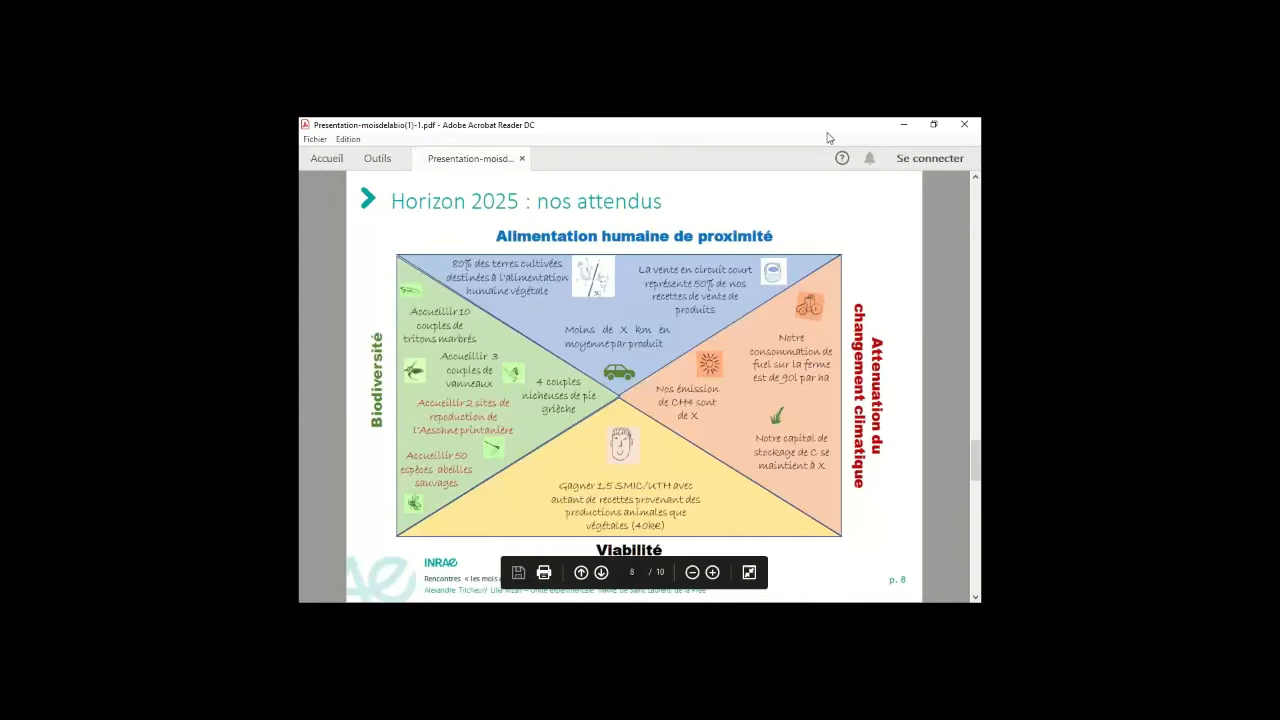 Presentation-moisdelabio(1)-1.pdf - Adobe Acrobat Reader DC
Fichier Edition
Accueil Outils Presentation-moisd... × ? Se connecter
Horizon 2025 : nos attendus
Alimentation humaine de proximité
80% des terres cultivées
destinées à l'alimentation
humaine végétale
La vente en circuit court
représente 50% de nos
recettes de vente de
produits
Moins de X km en
moyenne par produit
Biodiversité
Accueillir 10
couples de
tritons marbrés
Accueillir 3
couples de
vanneaux
4 couples
nicheuses de pie
grièche
Accueillir 2 sites de
repoduction de
l'Aeschne printanière
Accueillir 50
espèces abeilles
sauvages
Notre
consommation de
fuel sur la ferme
est de 90l par ha
Nos émission
de CH4 sont
de X
Notre capital de
stockage de C se
maintient à X
Attenuation du
changement climatique
Gagner 1,5 SMIC/UTH avec
autant de recettes provenant des
productions animales que
végétales (40k€)
Viabilité
INRAE
Rencontres « les mois
Alexandre Tricheur/ Lilia Mzali – Unité expérimentale INRAE de Saint Laurent de la Prée
8 / 10
p. 8